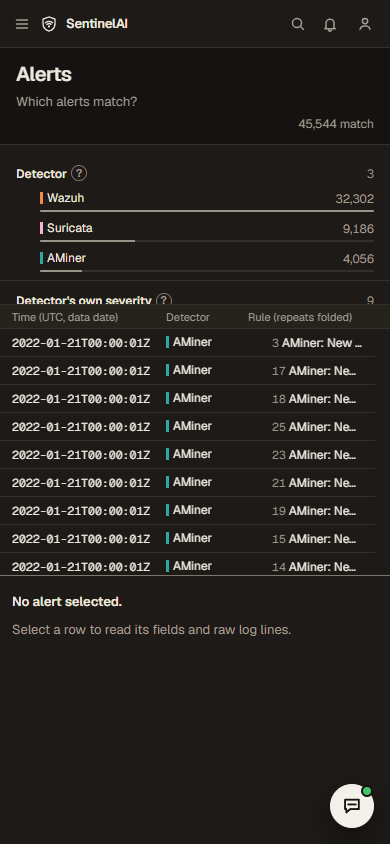 SentinelAI
Alerts
Which alerts match?
45,544 match
Detector ? 3
Wazuh 32,302
Suricata 9,186
AMiner 4,056
Detector's own severity ? 9
Time (UTC, data date) Detector Rule (repeats folded)
2022-01-21T00:00:01Z AMiner 3 AMiner: New …
2022-01-21T00:00:01Z AMiner 17 AMiner: Ne…
2022-01-21T00:00:01Z AMiner 18 AMiner: Ne…
2022-01-21T00:00:01Z AMiner 25 AMiner: Ne…
2022-01-21T00:00:01Z AMiner 23 AMiner: Ne…
2022-01-21T00:00:01Z AMiner 21 AMiner: Ne…
2022-01-21T00:00:01Z AMiner 19 AMiner: Ne…
2022-01-21T00:00:01Z AMiner 15 AMiner: Ne…
2022-01-21T00:00:01Z AMiner 14 AMiner: Ne…
No alert selected.
Select a row to read its fields and raw log lines.